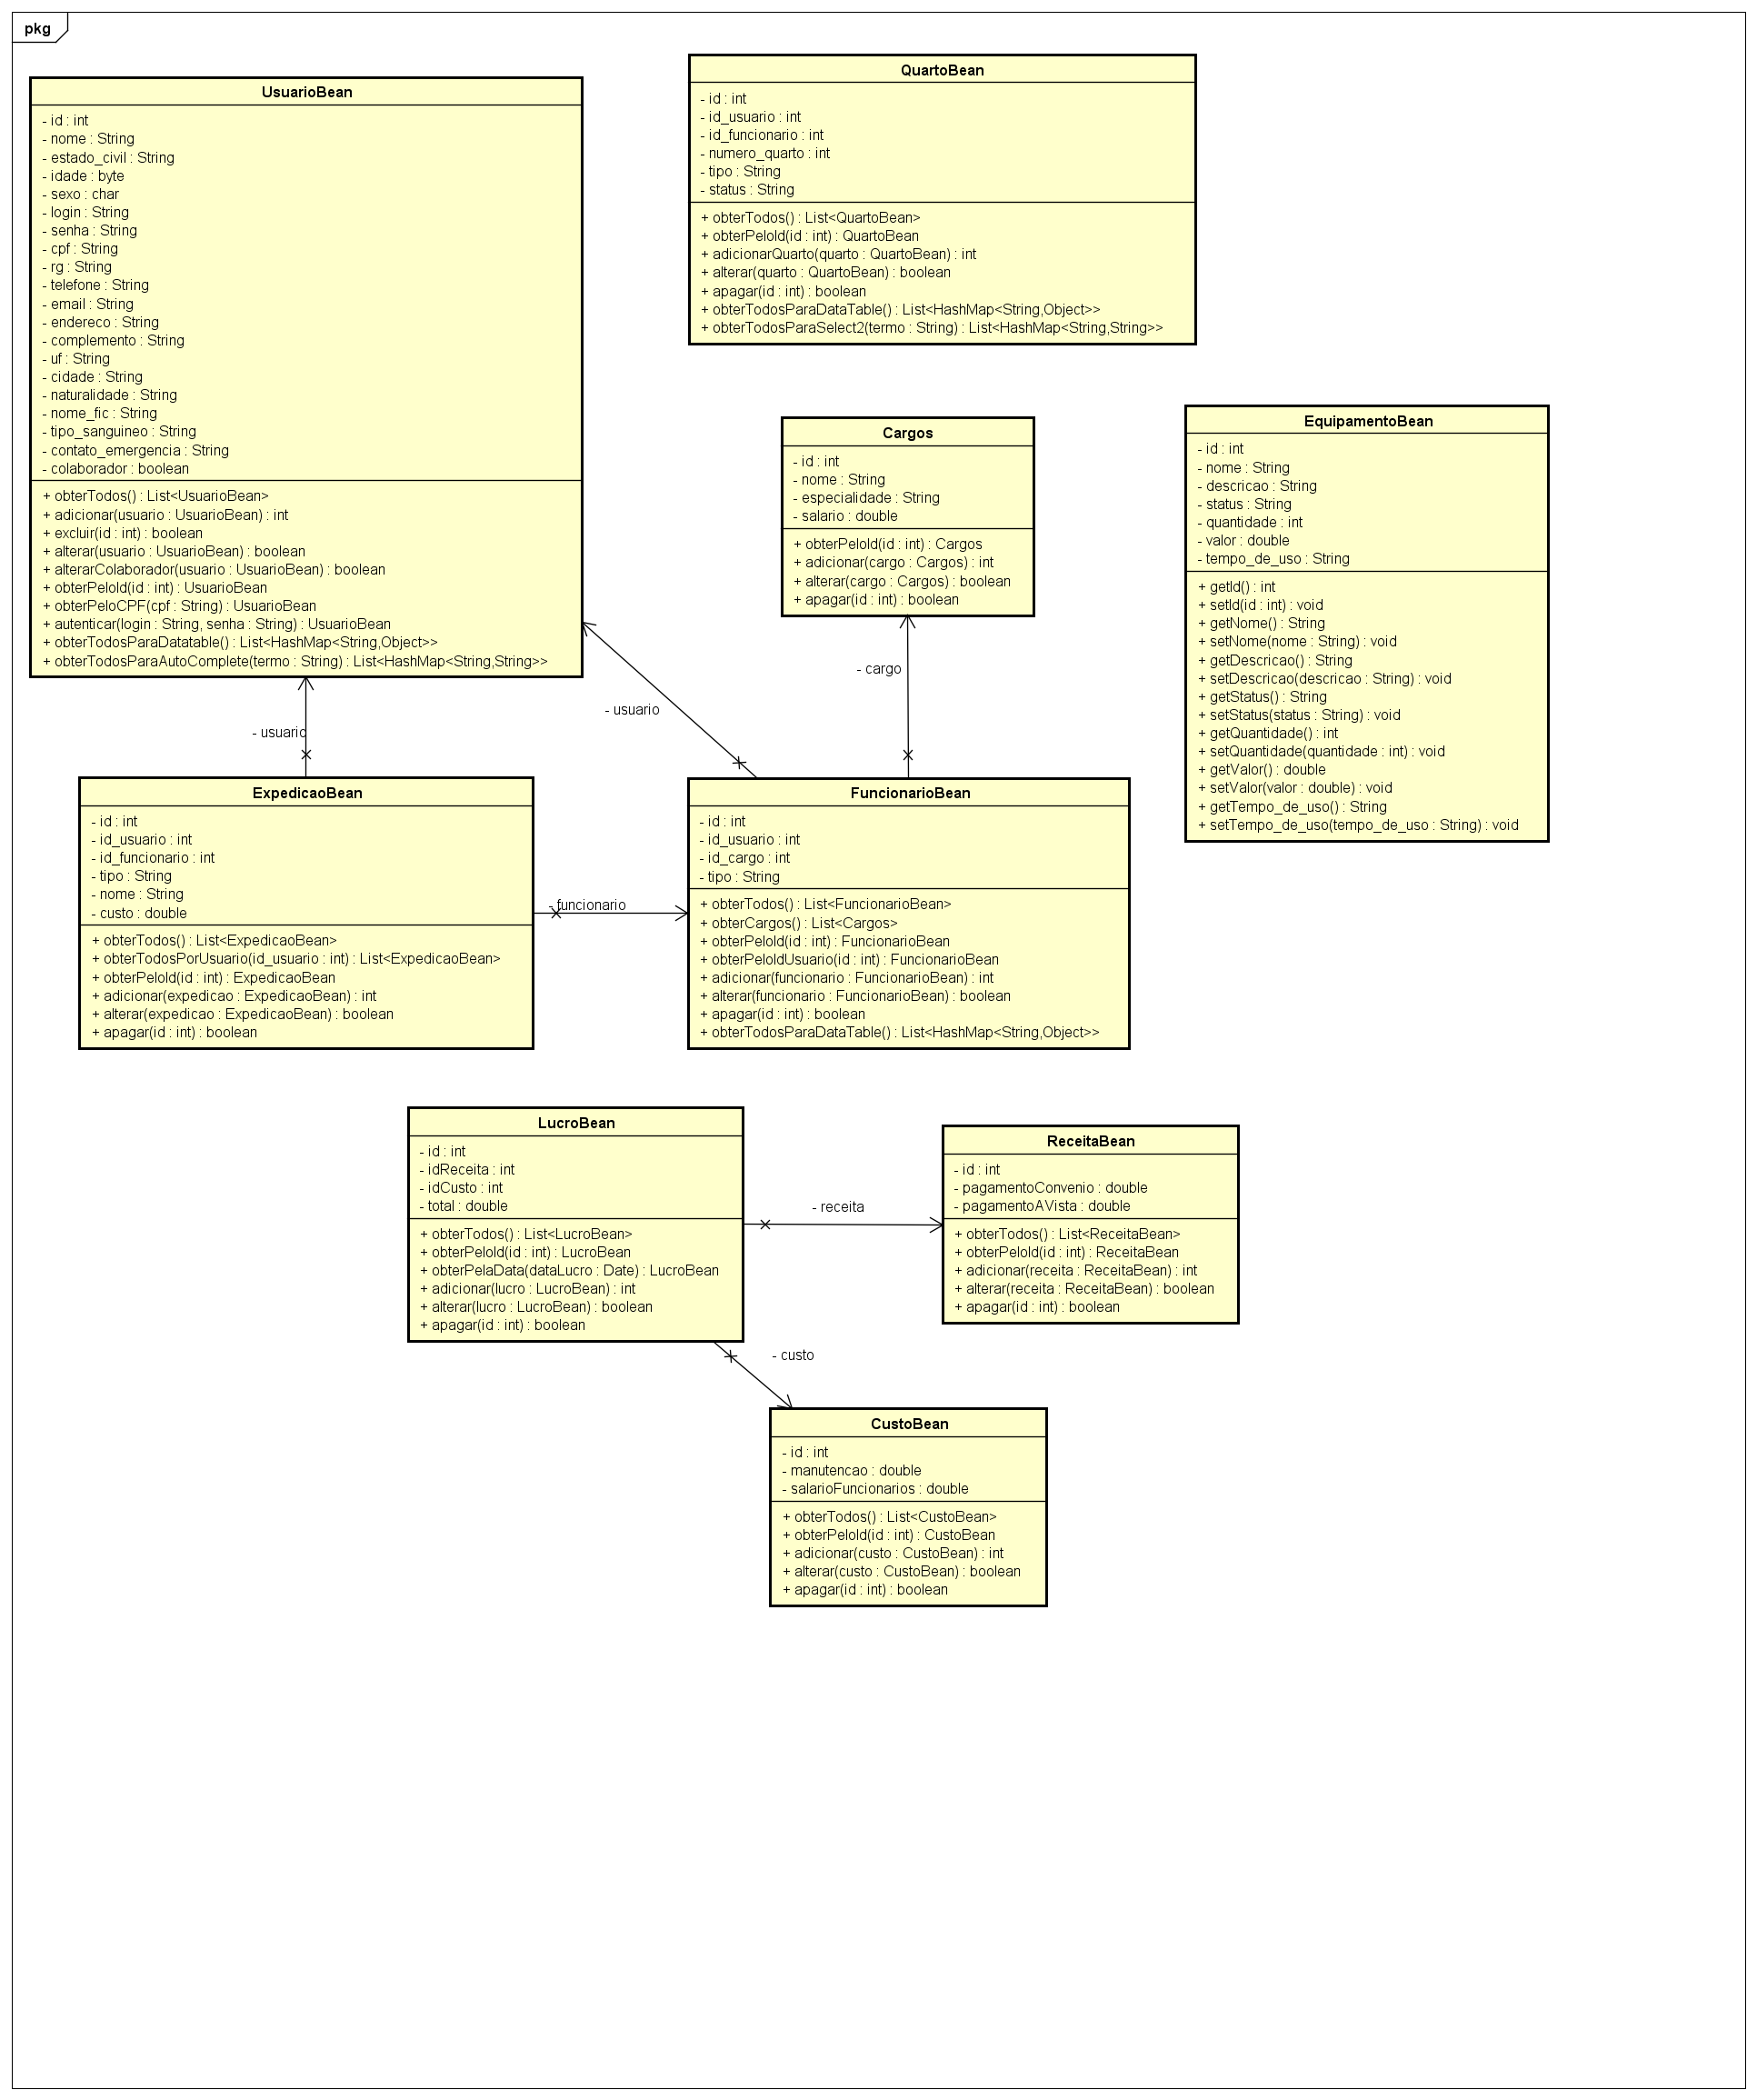 pkg
UsuarioBean
- id : int
- nome : String
- estado_civil : String
- idade : byte
- sexo : char
- login : String
- senha : String
- cpf : String
- rg : String
- telefone : String
- email : String
- endereco : String
- complemento : String
- uf : String
- cidade : String
- naturalidade : String
- nome_fic : String
- tipo_sanguineo : String
- contato_emergencia : String
- colaborador : boolean
+ obterTodos() : List<UsuarioBean>
+ adicionar(usuario : UsuarioBean) : int
+ excluir(id : int) : boolean
+ alterar(usuario : UsuarioBean) : boolean
+ alterarColaborador(usuario : UsuarioBean) : boolean
+ obterPeloId(id : int) : UsuarioBean
+ obterPeloCPF(cpf : String) : UsuarioBean
+ autenticar(login : String, senha : String) : UsuarioBean
+ obterTodosParaDatatable() : List<HashMap<String,Object>>
+ obterTodosParaAutoComplete(termo : String) : List<HashMap<String,String>>
QuartoBean
- id : int
- id_usuario : int
- id_funcionario : int
- numero_quarto : int
- tipo : String
- status : String
+ obterTodos() : List<QuartoBean>
+ obterPeloId(id : int) : QuartoBean
+ adicionarQuarto(quarto : QuartoBean) : int
+ alterar(quarto : QuartoBean) : boolean
+ apagar(id : int) : boolean
+ obterTodosParaDataTable() : List<HashMap<String,Object>>
+ obterTodosParaSelect2(termo : String) : List<HashMap<String,String>>
Cargos
- id : int
- nome : String
- especialidade : String
- salario : double
+ obterPeloId(id : int) : Cargos
+ adicionar(cargo : Cargos) : int
+ alterar(cargo : Cargos) : boolean
+ apagar(id : int) : boolean
EquipamentoBean
- id : int
- nome : String
- descricao : String
- status : String
- quantidade : int
- valor : double
- tempo_de_uso : String
+ getId() : int
+ setId(id : int) : void
+ getNome() : String
+ setNome(nome : String) : void
+ getDescricao() : String
+ setDescricao(descricao : String) : void
+ getStatus() : String
+ setStatus(status : String) : void
+ getQuantidade() : int
+ setQuantidade(quantidade : int) : void
+ getValor() : double
+ setValor(valor : double) : void
+ getTempo_de_uso() : String
+ setTempo_de_uso(tempo_de_uso : String) : void
- usuario
- usuario
- cargo
ExpedicaoBean
- id : int
- id_usuario : int
- id_funcionario : int
- tipo : String
- nome : String
- custo : double
+ obterTodos() : List<ExpedicaoBean>
+ obterTodosPorUsuario(id_usuario : int) : List<ExpedicaoBean>
+ obterPeloId(id : int) : ExpedicaoBean
+ adicionar(expedicao : ExpedicaoBean) : int
+ alterar(expedicao : ExpedicaoBean) : boolean
+ apagar(id : int) : boolean
- funcionario
FuncionarioBean
- id : int
- id_usuario : int
- id_cargo : int
- tipo : String
+ obterTodos() : List<FuncionarioBean>
+ obterCargos() : List<Cargos>
+ obterPeloId(id : int) : FuncionarioBean
+ obterPeloIdUsuario(id : int) : FuncionarioBean
+ adicionar(funcionario : FuncionarioBean) : int
+ alterar(funcionario : FuncionarioBean) : boolean
+ apagar(id : int) : boolean
+ obterTodosParaDataTable() : List<HashMap<String,Object>>
LucroBean
- id : int
- idReceita : int
- idCusto : int
- total : double
+ obterTodos() : List<LucroBean>
+ obterPeloId(id : int) : LucroBean
+ obterPelaData(dataLucro : Date) : LucroBean
+ adicionar(lucro : LucroBean) : int
+ alterar(lucro : LucroBean) : boolean
+ apagar(id : int) : boolean
- receita
ReceitaBean
- id : int
- pagamentoConvenio : double
- pagamentoAVista : double
+ obterTodos() : List<ReceitaBean>
+ obterPeloId(id : int) : ReceitaBean
+ adicionar(receita : ReceitaBean) : int
+ alterar(receita : ReceitaBean) : boolean
+ apagar(id : int) : boolean
- custo
CustoBean
- id : int
- manutencao : double
- salarioFuncionarios : double
+ obterTodos() : List<CustoBean>
+ obterPeloId(id : int) : CustoBean
+ adicionar(custo : CustoBean) : int
+ alterar(custo : CustoBean) : boolean
+ apagar(id : int) : boolean